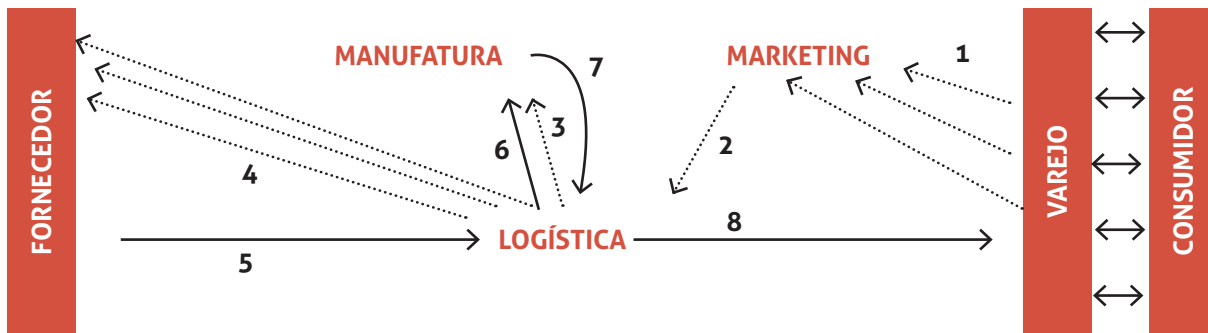 FORNECEDOR
MANUFATURA
7
MARKETING
1
6
3
2
4
5
LOGÍSTICA
8
VAREJO
CONSUMIDOR